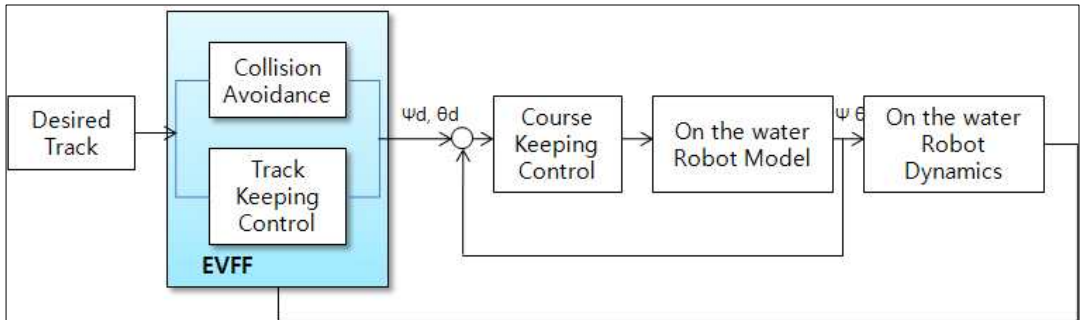 Desired
Track
Collision
Avoidance
Track
Keeping
Control
EVFF
Ψd, θd
Course
Keeping
Control
On the water
Robot Model
Ψ θ
On the water
Robot
Dynamics